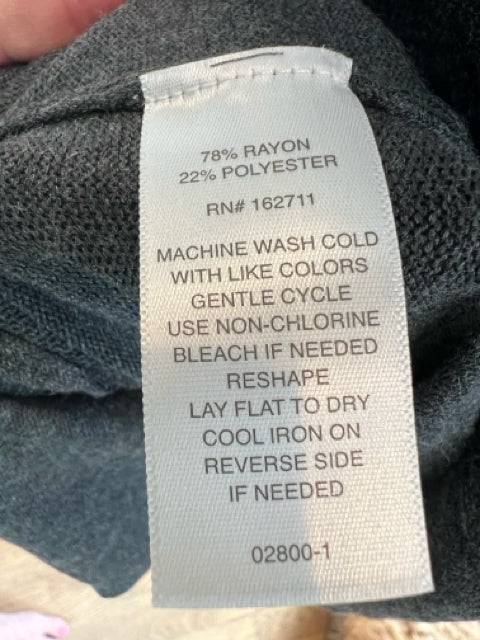 78% RAYON
22% POLYESTER
RN# 162711
MACHINE WASH COLD
WITH LIKE COLORS
GENTLE CYCLE
USE NON-CHLORINE
BLEACH IF NEEDED
RESHAPE
LAY FLAT TO DRY
COOL IRON ON
REVERSE SIDE
IF NEEDED
02800-1